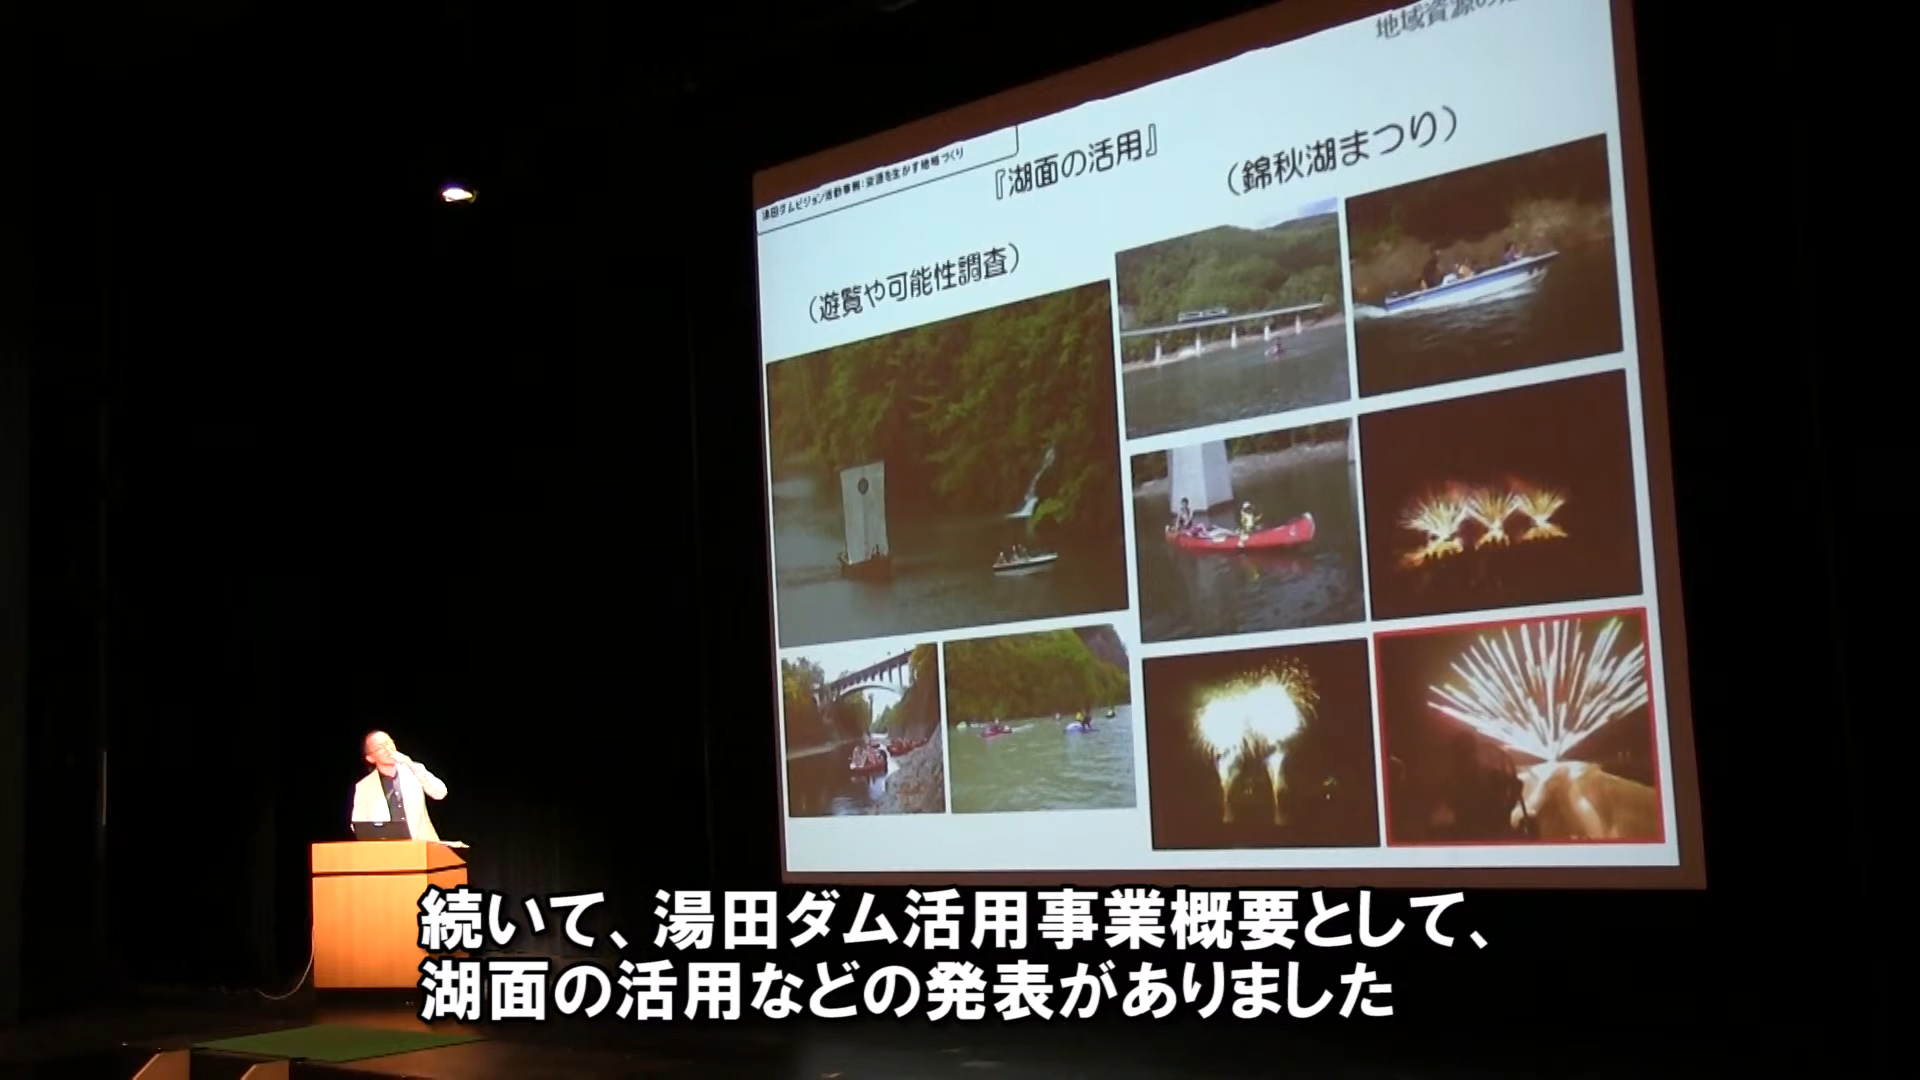 地域資源の
湯田ダムビジョン活動事例：資源を生かす地域づくり
『湖面の活用』
（錦秋湖まつり）
（遊覧や可能性調査）
続いて、湯田ダム活用事業概要として、
湖面の活用などの発表がありました